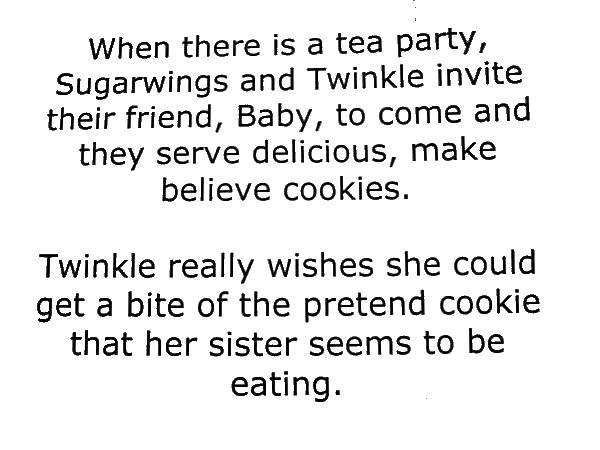 When there is a tea party,
Sugarwings and Twinkle invite
their friend, Baby, to come and
they serve delicious, make
believe cookies.
Twinkle really wishes she could
get a bite of the pretend cookie
that her sister seems to be
eating.